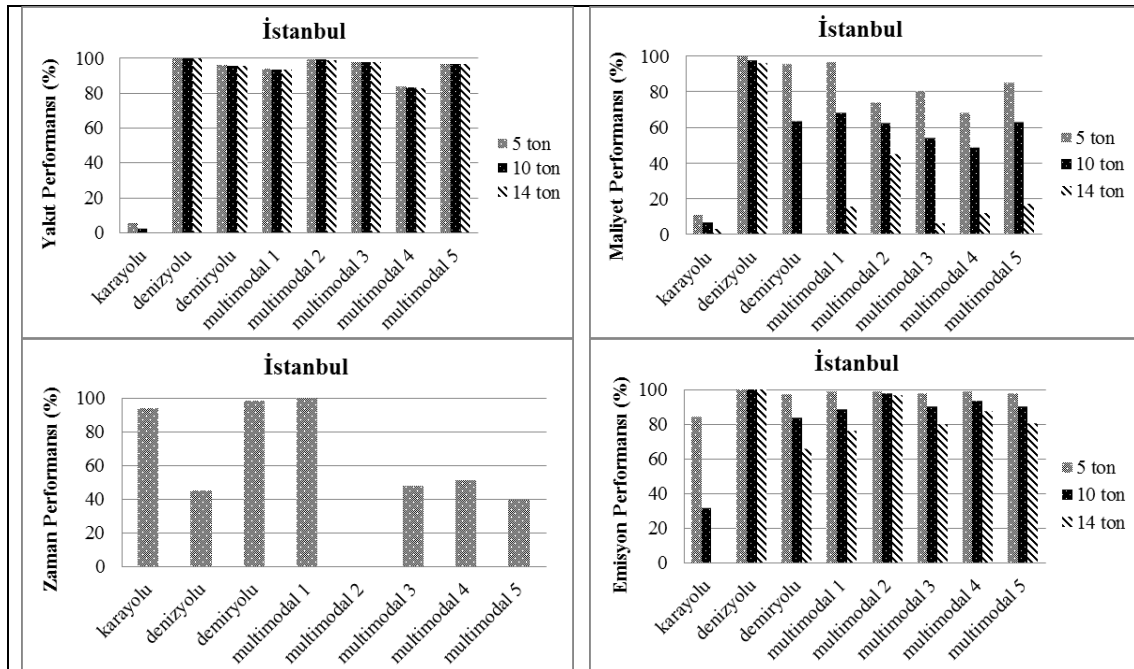 İstanbul
Yakıt Performansı (%)
100
80
60
40
20
0
karayolu
denizyolu
demiryolu
multimodal 1
multimodal 2
multimodal 3
multimodal 4
multimodal 5
5 ton
10 ton
14 ton
İstanbul
Maliyet Performansı (%)
100
80
60
40
20
0
karayolu
denizyolu
demiryolu
multimodal 1
multimodal 2
multimodal 3
multimodal 4
multimodal 5
5 ton
10 ton
14 ton
İstanbul
Zaman Performansı (%)
100
80
60
40
20
0
karayolu
denizyolu
demiryolu
multimodal 1
multimodal 2
multimodal 3
multimodal 4
multimodal 5
İstanbul
Emisyon Performansı (%)
100
80
60
40
20
0
karayolu
denizyolu
demiryolu
multimodal 1
multimodal 2
multimodal 3
multimodal 4
multimodal 5
5 ton
10 ton
14 ton